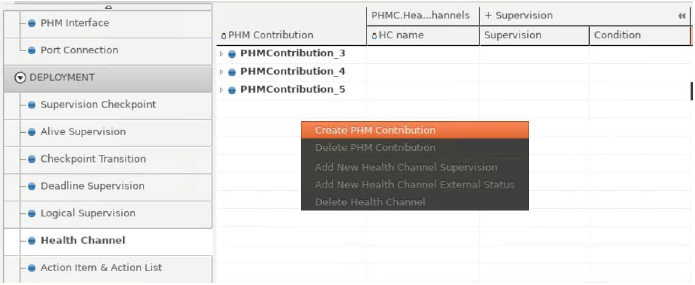 PHM Interface
Port Connection
DEPLOYMENT
Supervision Checkpoint
Alive Supervision
Checkpoint Transition
Deadline Supervision
Logical Supervision
Health Channel
Action Item & Action List
PHMC.Hea...hannels + Supervision «
PHM Contribution HC name Supervision Condition
PHMContribution_3
PHMContribution_4
PHMContribution_5
Create PHM Contribution
Delete PHM Contribution
Add New Health Channel Supervision
Add New Health Channel External Status
Delete Health Channel